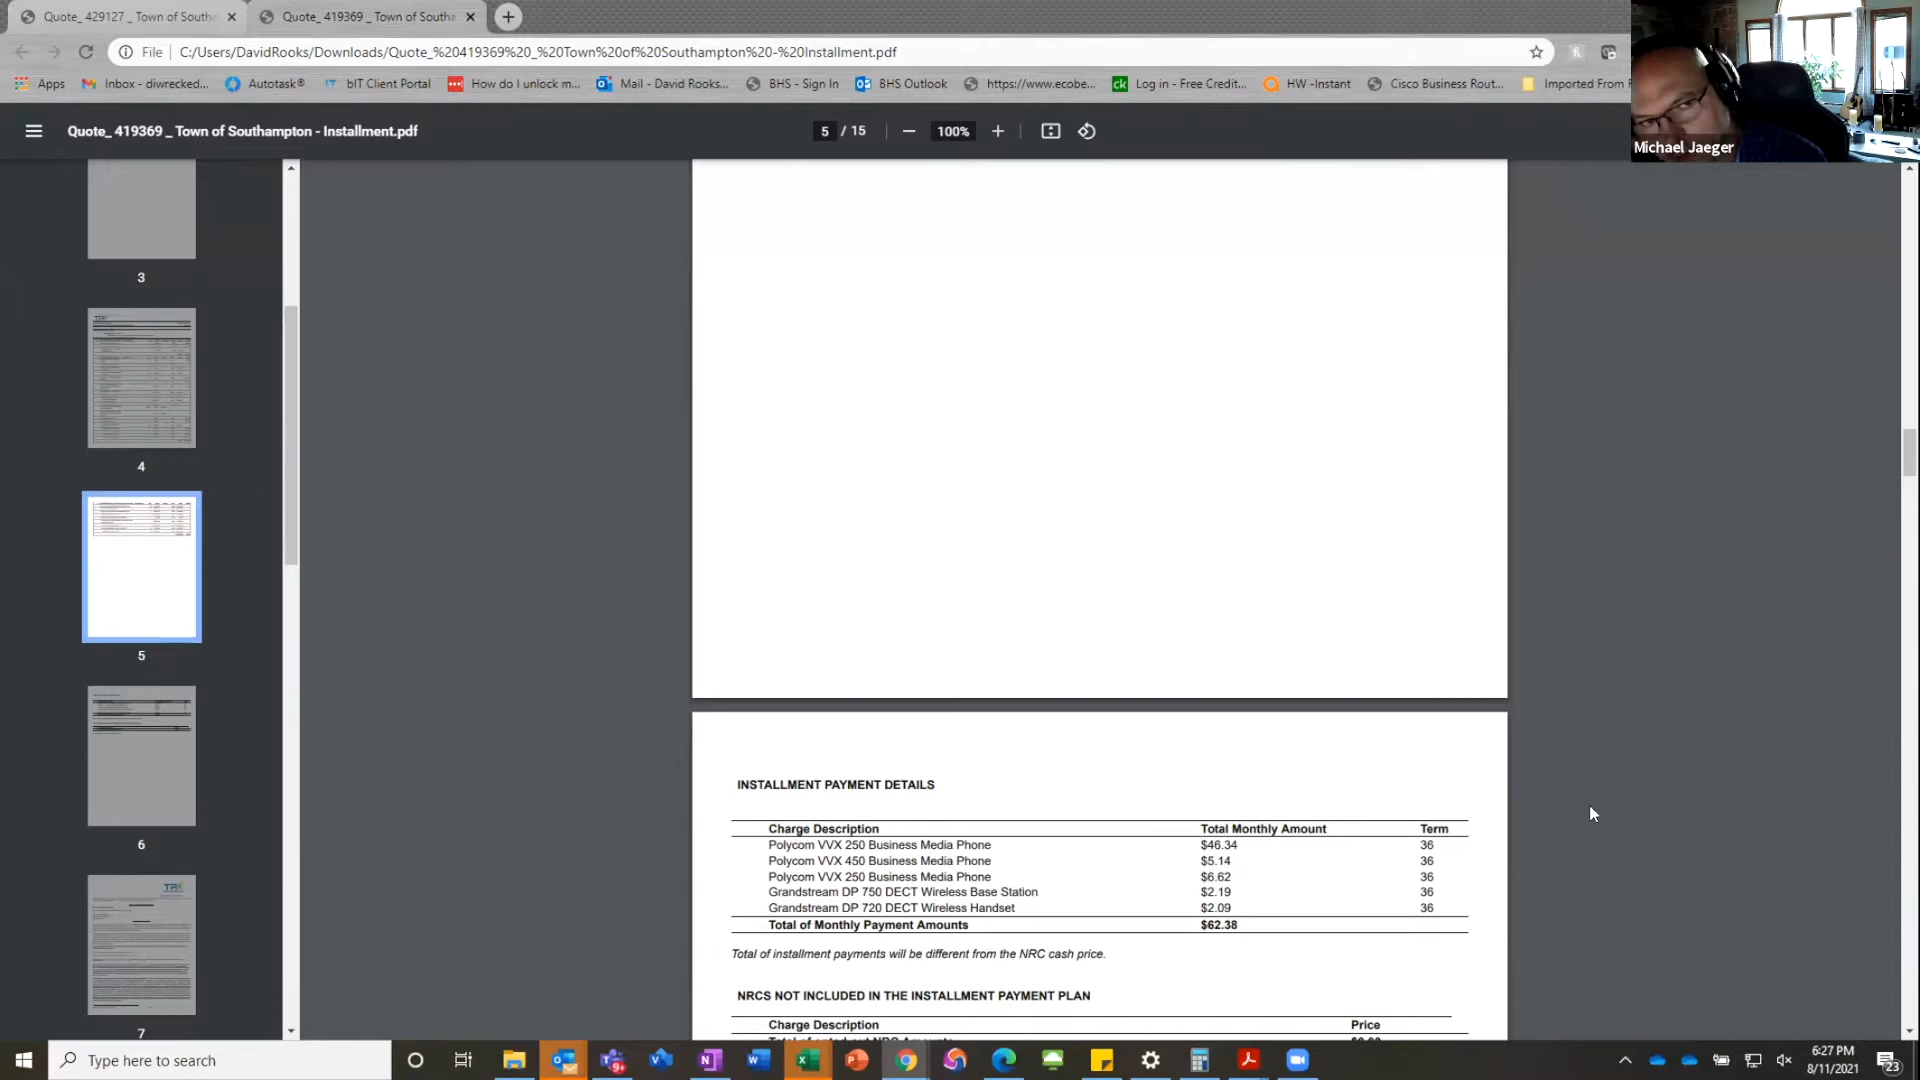 Quote_ 429127 _ Town of Southa
Quote_ 419369 _ Town of Southa
File
C:/Users/DavidRooks/Downloads/Quote_%20419369%20_%20Town%20of%20Southampton%20-%20Installment.pdf
Apps
Inbox - diwrecked...
Autotask®
bIT Client Portal
How do I unlock m...
Mail - David Rooks...
BHS - Sign In
BHS Outlook
https://www.ecobe...
Log in - Free Credit...
HW -Instant
Cisco Business Rout...
Imported From
Michael Jaeger
Quote_ 419369 _ Town of Southampton - Installment.pdf
5 / 15
100%
3
4
5
6
7
INSTALLMENT PAYMENT DETAILS
Charge Description Total Monthly Amount Term
Polycom VVX 250 Business Media Phone $46.34 36
Polycom VVX 450 Business Media Phone $5.14 36
Polycom VVX 250 Business Media Phone $6.62 36
Grandstream DP 750 DECT Wireless Base Station $2.19 36
Grandstream DP 720 DECT Wireless Handset $2.09 36
Total of Monthly Payment Amounts $62.38
Total of installment payments will be different from the NRC cash price.
NRCS NOT INCLUDED IN THE INSTALLMENT PAYMENT PLAN
Charge Description Price
Type here to search
6:27 PM
8/11/2021
23